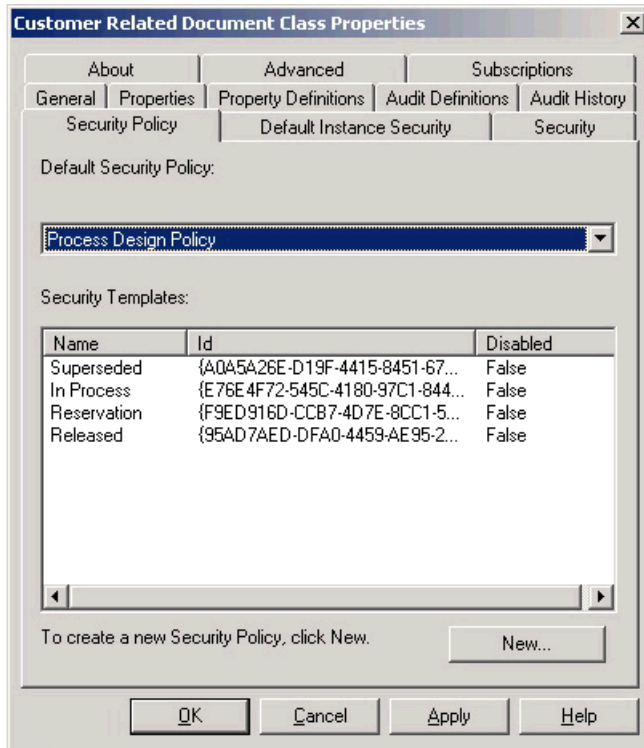 Customer Related Document Class Properties
About Advanced Subscriptions
General Properties Property Definitions Audit Definitions Audit History
Security Policy Default Instance Security Security
Default Security Policy:
Process Design Policy
Security Templates:
Name Id Disabled
Superseded {A0A5A26E-D19F-4415-8451-67... False
In Process {E76E4F72-545C-4180-97C1-844... False
Reservation {F9ED916D-CCB7-4D7E-8CC1-5... False
Released {95AD7AED-DFA0-4459-AE95-2... False
To create a new Security Policy, click New. New...
OK Cancel Apply Help